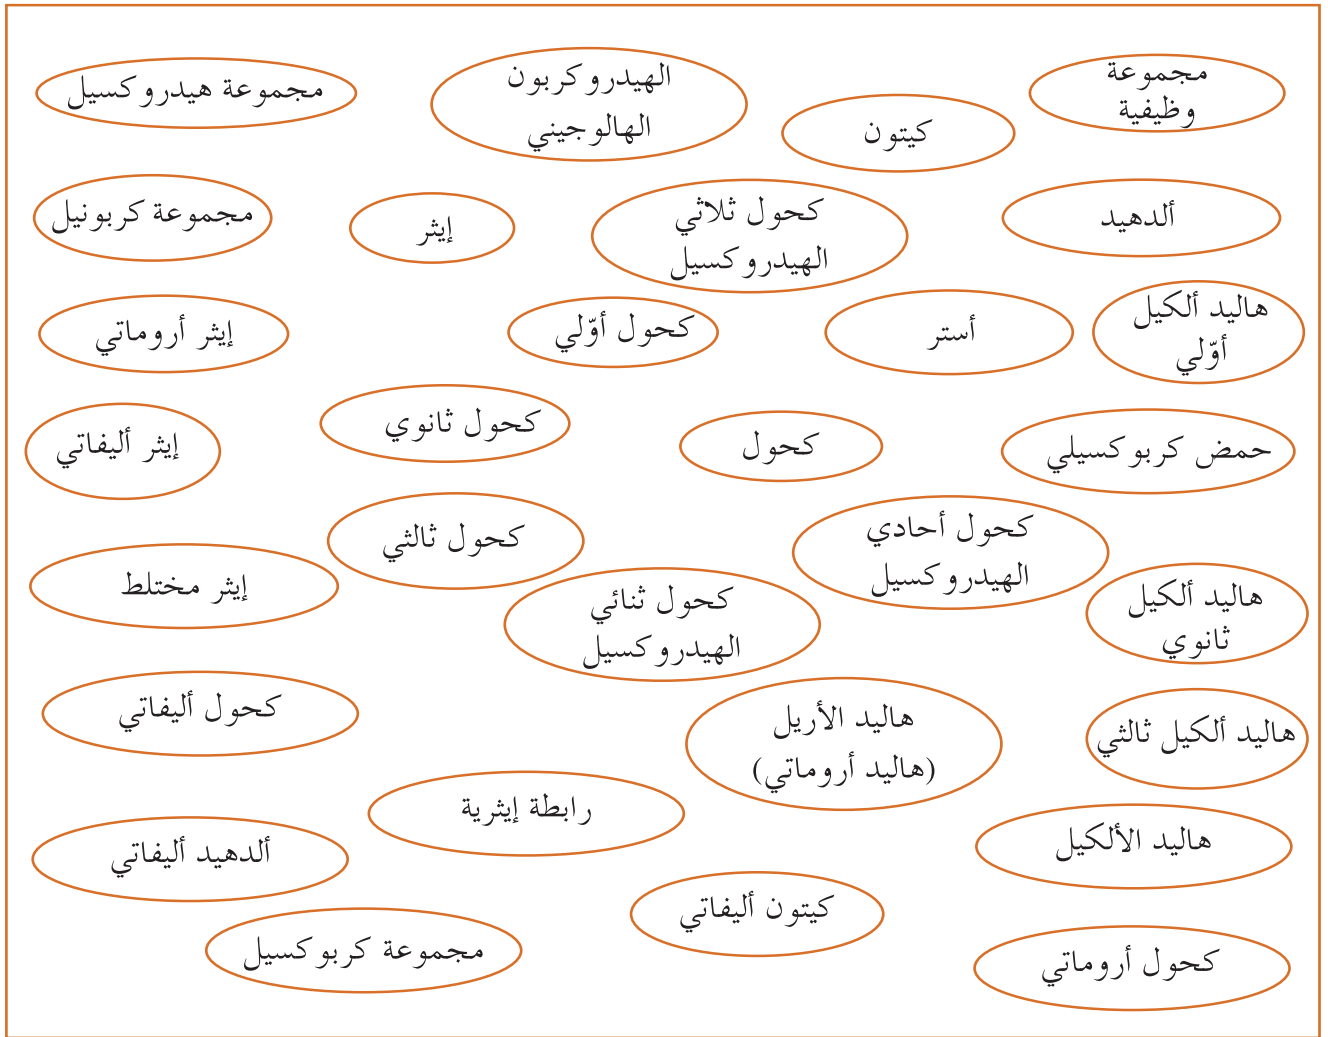 مجموعة
وظيفية
كيتون
الهيدروكربون
الهالوجيني
مجموعة هيدروكسيل
ألدهيد
كحول ثلاثي
الهيدروكسيل
إيثر
مجموعة كربونيل
هاليد ألكيل
أوّلي
أستر
كحول أوّلي
إيثر أروماتي
حمض كربوكسيلي
كحول
كحول ثانوي
إيثر أليفاتي
كحول أحادي
الهيدروكسيل
كحول ثالثي
هاليد ألكيل
ثانوي
كحول ثنائي
الهيدروكسيل
إيثر مختلط
هاليد ألكيل ثالثي
هاليد الأريل
(هاليد أروماتي)
كحول أليفاتي
هاليد الألكيل
رابطة إيثرية
ألدهيد أليفاتي
كيتون أليفاتي
كحول أروماتي
مجموعة كربوكسيل